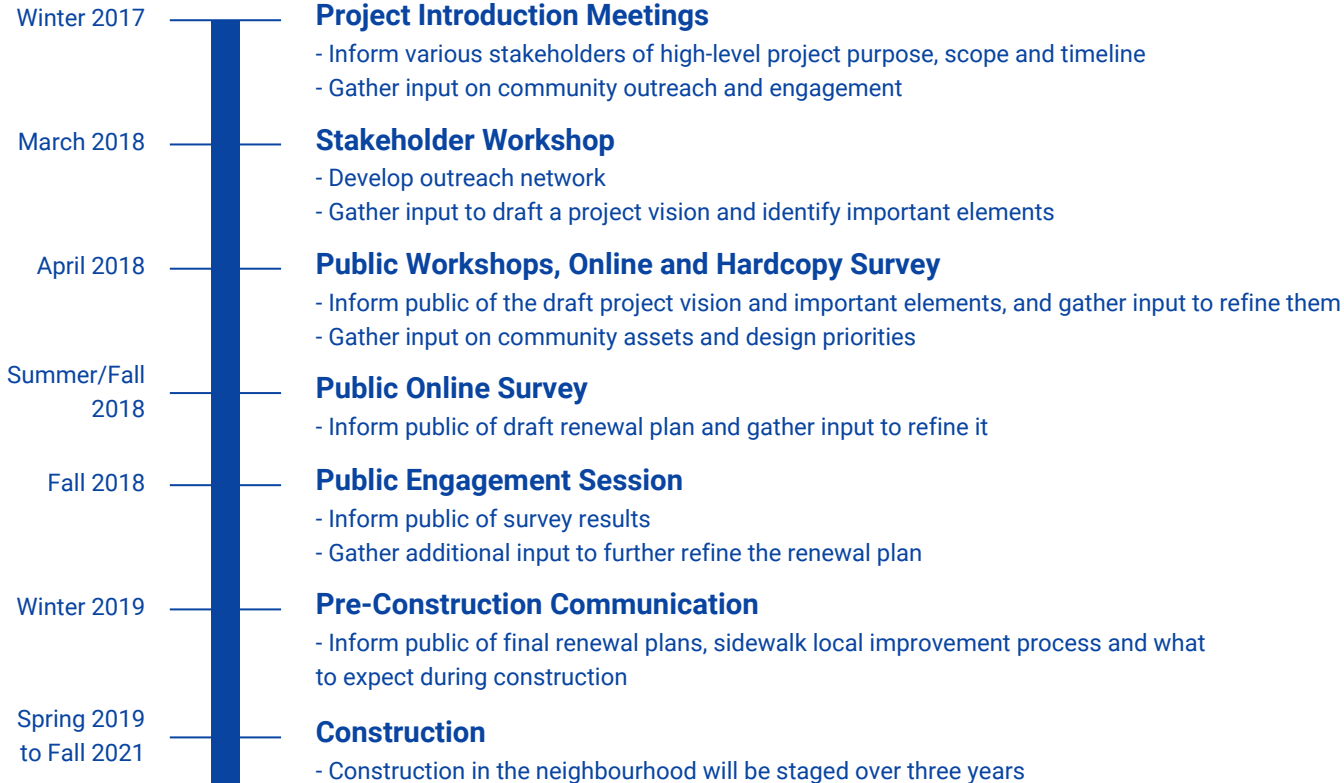 Winter 2017
Project Introduction Meetings
- Inform various stakeholders of high-level project purpose, scope and timeline
- Gather input on community outreach and engagement
March 2018
Stakeholder Workshop
- Develop outreach network
- Gather input to draft a project vision and identify important elements
April 2018
Public Workshops, Online and Hardcopy Survey
- Inform public of the draft project vision and important elements, and gather input to refine them
- Gather input on community assets and design priorities
Summer/Fall
2018
Public Online Survey
- Inform public of draft renewal plan and gather input to refine it
Fall 2018
Public Engagement Session
- Inform public of survey results
- Gather additional input to further refine the renewal plan
Winter 2019
Pre-Construction Communication
- Inform public of final renewal plans, sidewalk local improvement process and what
to expect during construction
Spring 2019
to Fall 2021
Construction
- Construction in the neighbourhood will be staged over three years